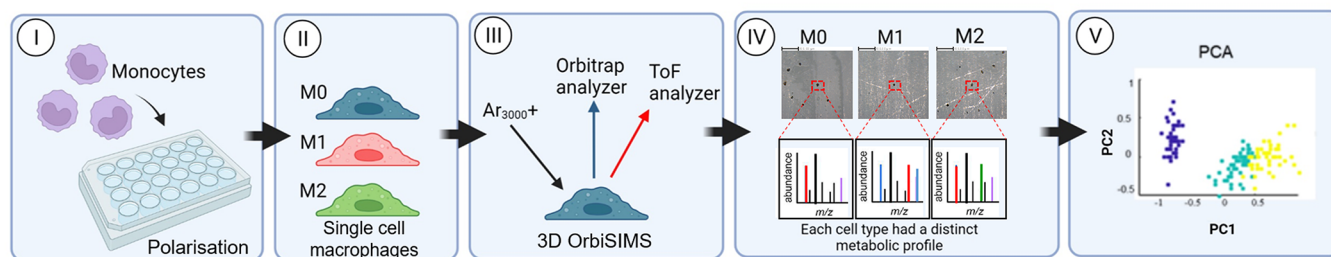 I
Monocytes
Polarisation
II
M0
M1
M2
Single cell
macrophages
III
Orbitrap
analyzer
ToF
analyzer
Ar3000+
3D OrbiSIMS
IV
M0 M1 M2
abundance
m/z
abundance
m/z
abundance
m/z
Each cell type had a distinct
metabolic profile
V
PCA
PC2
1
0.5
0
-0.5
-1 -0.5 0 0.5
PC1